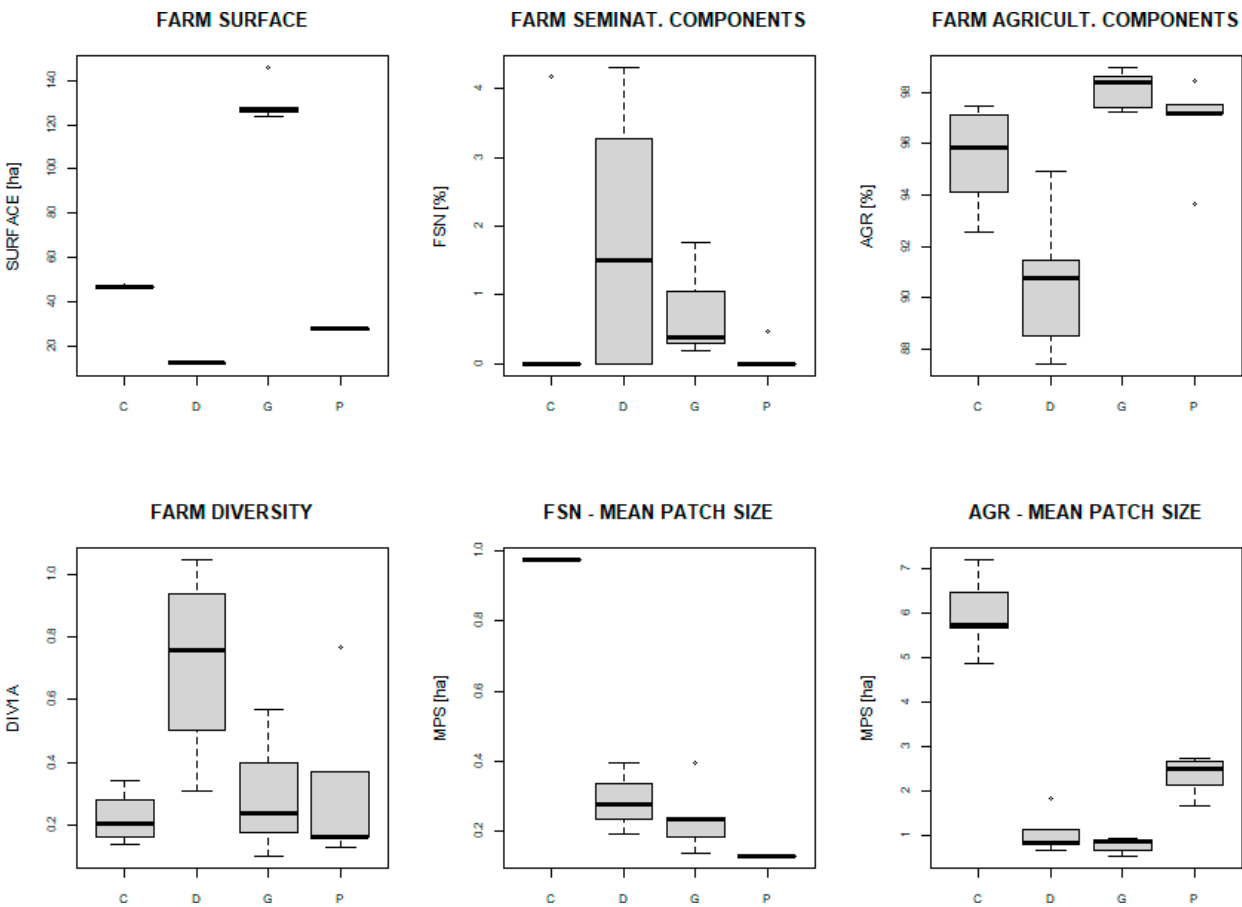 FARM SURFACE
SURFACE [ha]
20 40 60 80 100 120 140
C D G P
FARM SEMINAT. COMPONENTS
FSN [%]
0 1 2 3 4
C D G P
FARM AGRICULT. COMPONENTS
AGR [%]
88 90 92 94 96 98
C D G P
FARM DIVERSITY
DIV1A
0.2 0.4 0.6 0.8 1.0
C D G P
FSN - MEAN PATCH SIZE
MPS [ha]
0.2 0.4 0.6 0.8 1.0
C D G P
AGR - MEAN PATCH SIZE
MPS [ha]
1 2 3 4 5 6 7
C D G P